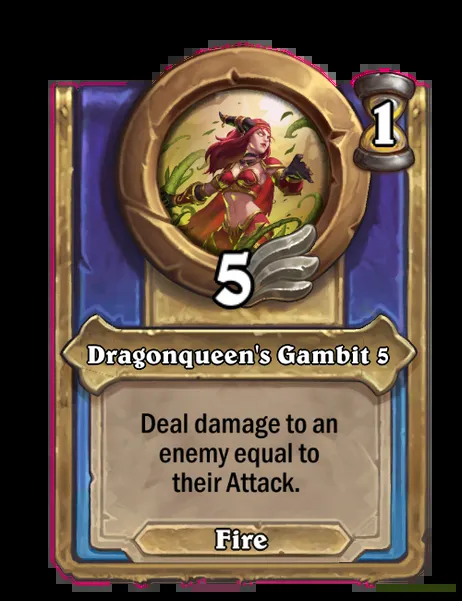 1
5
Dragonqueen's Gambit 5
Deal damage to an
enemy equal to
their Attack.
Fire